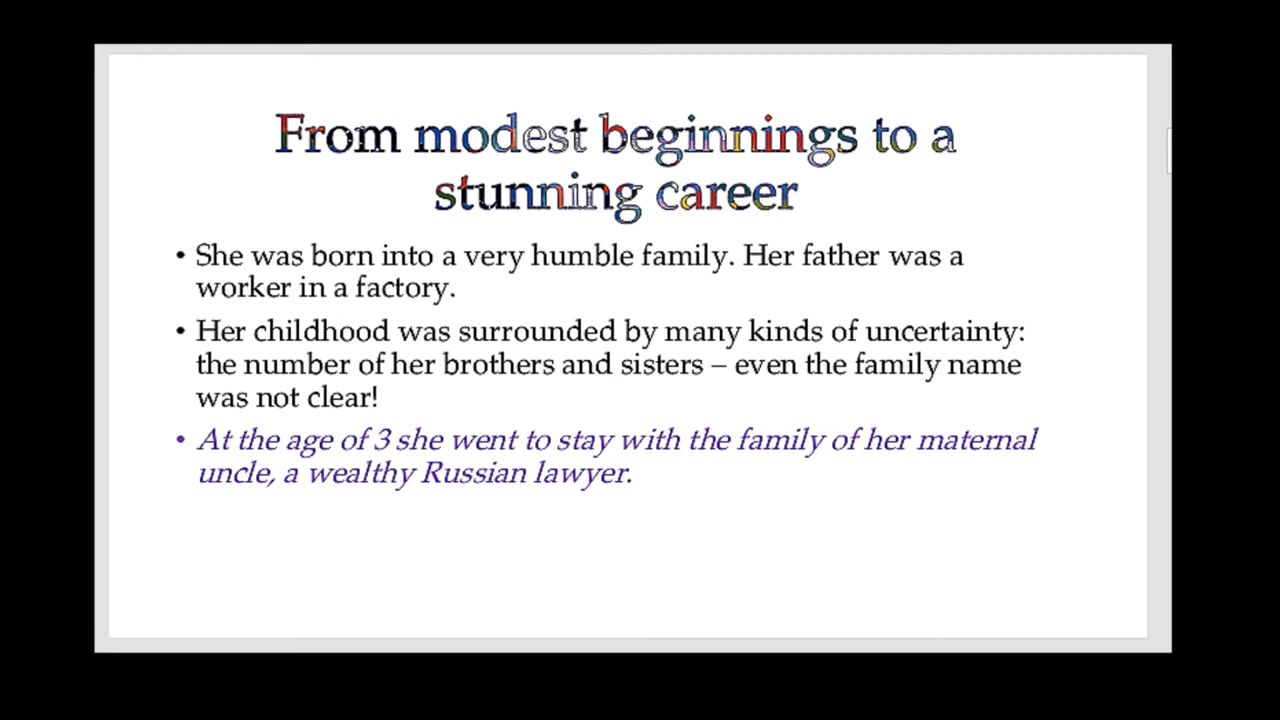 From modest beginnings to a
stunning career
• She was born into a very humble family. Her father was a
worker in a factory.
• Her childhood was surrounded by many kinds of uncertainty:
the number of her brothers and sisters – even the family name
was not clear!
• At the age of 3 she went to stay with the family of her maternal
uncle, a wealthy Russian lawyer.